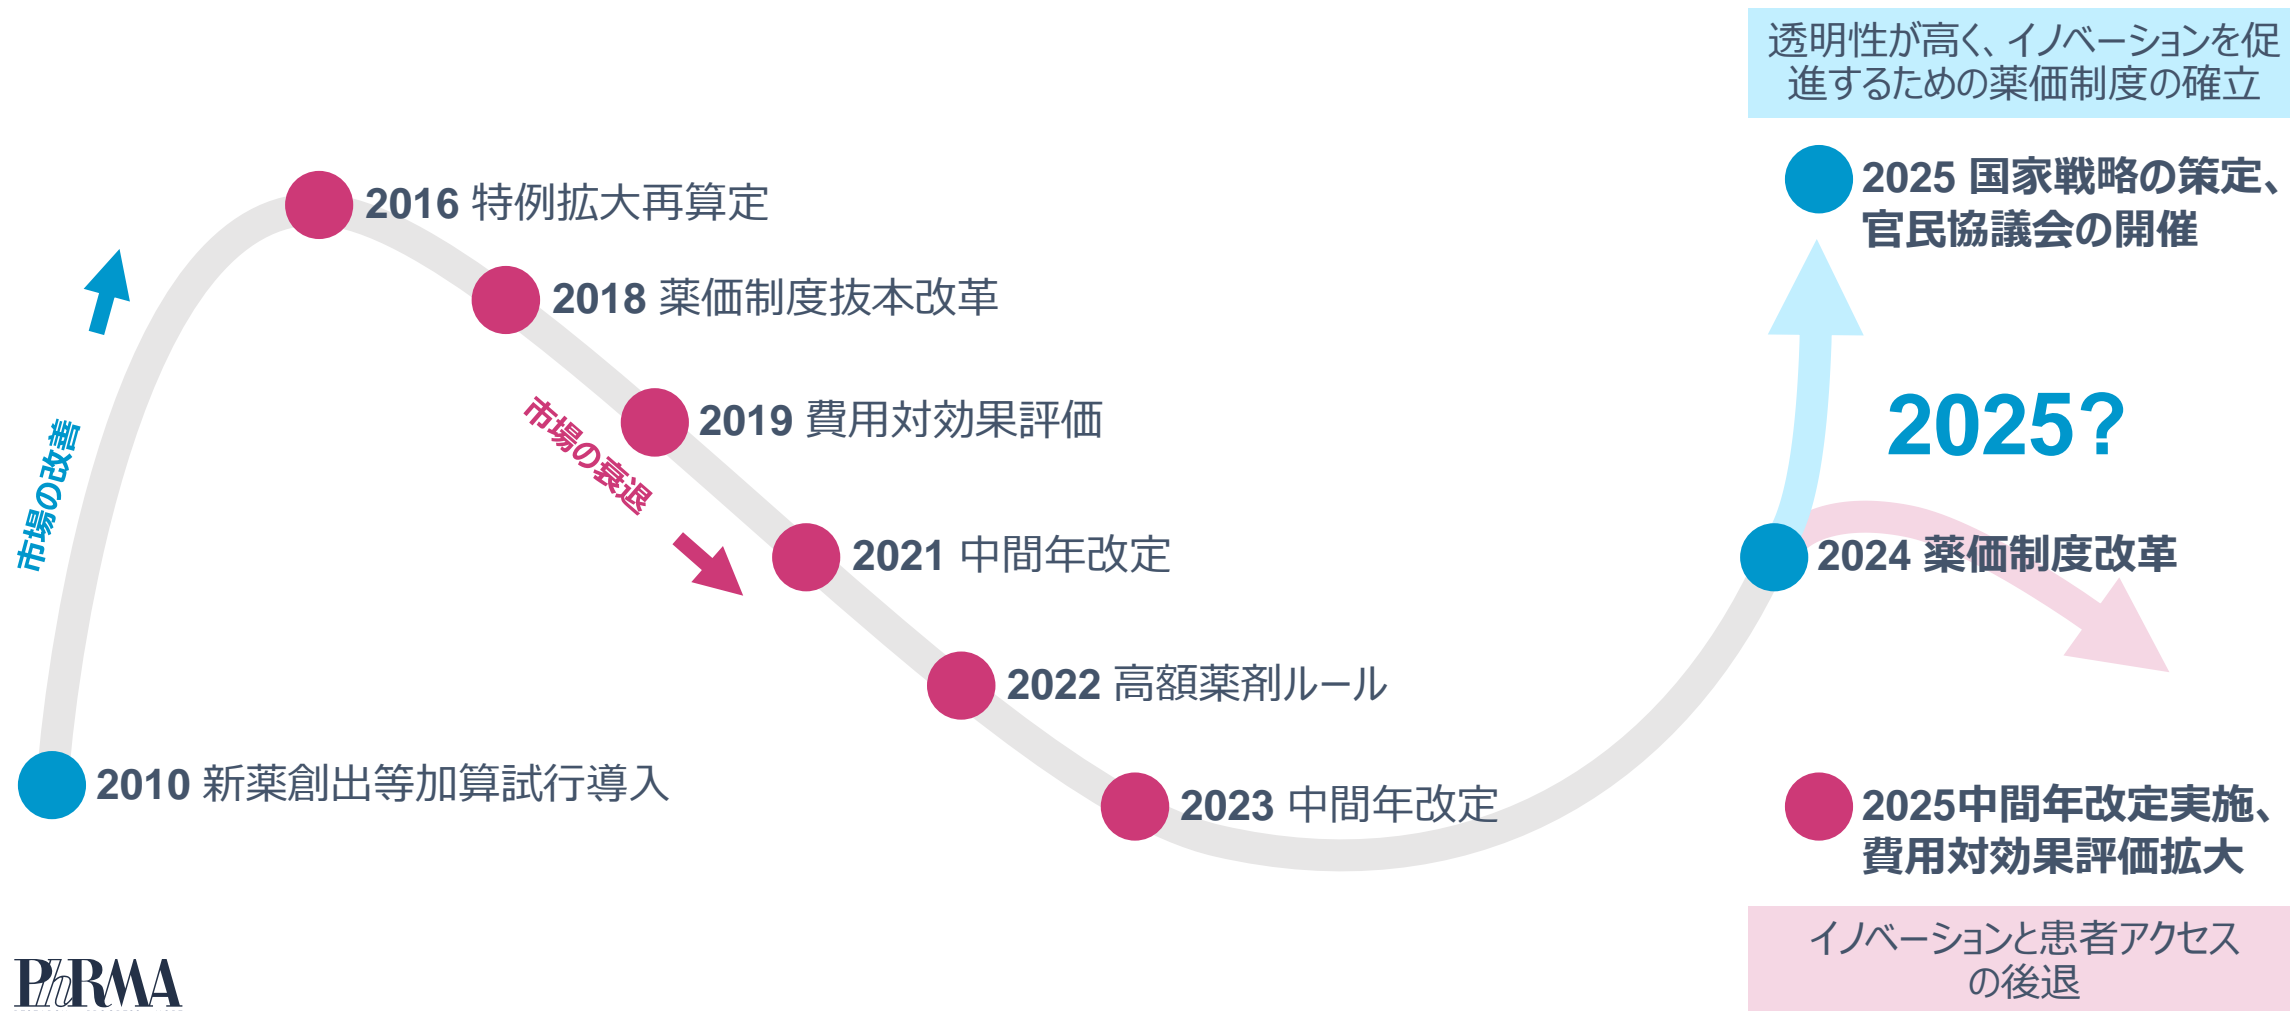 透明性が高く、イノベーションを促
進するための薬価制度の確立
2025 国家戦略の策定、
官民協議会の開催
2016 特例拡大再算定
2018 薬価制度抜本改革
2019 費用対効果評価
市場の改善
市場の衰退
2025?
2021 中間年改定
2024 薬価制度改革
2022 高額薬剤ルール
2010 新薬創出等加算試行導入
2023 中間年改定
2025中間年改定実施、
費用対効果評価拡大
イノベーションと患者アクセス
の後退
PhRMA